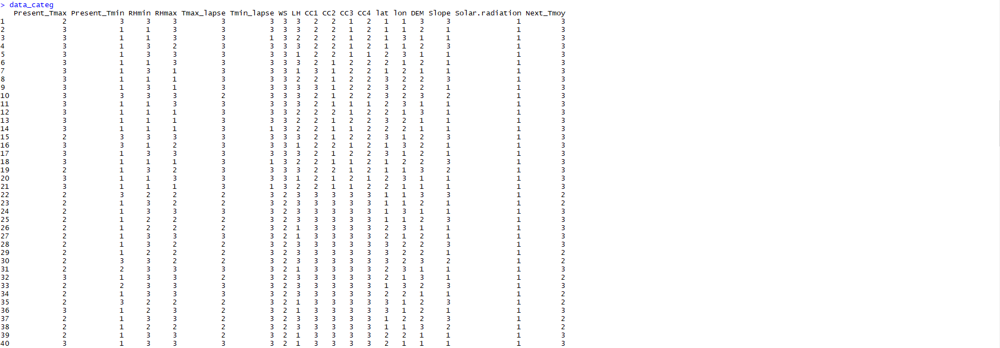 > data_categ
Present_Tmax Present_Tmin RHmin RHmax Tmax_lapse Tmin_lapse WS LH CC1 CC2 CC3 CC4 lat lon DEM Slope Solar.radiation Next_Tmoy
1 2 3 3 3 3 3 3 3 2 2 1 2 1 1 3 3 1 3
2 3 1 1 3 3 3 3 3 2 2 1 2 1 1 2 1 1 3
3 3 1 1 3 3 1 3 2 2 2 1 2 1 3 1 1 1 3
4 3 1 3 2 3 3 3 3 2 2 1 2 1 1 2 3 1 3
5 3 1 3 3 3 3 3 1 2 2 1 1 2 3 1 1 1 3
6 3 1 1 3 3 3 3 3 2 1 2 2 2 1 2 1 1 3
7 3 1 3 1 3 3 3 1 3 1 2 2 1 2 1 1 1 3
8 3 1 1 1 3 3 3 2 2 1 2 2 3 2 2 3 1 3
9 3 1 3 1 3 3 3 3 3 1 2 2 3 2 2 1 1 3
10 3 3 3 3 2 3 3 3 2 1 2 2 3 2 3 2 1 3
11 3 1 1 3 3 3 3 3 2 1 1 1 2 3 1 1 1 3
12 3 1 1 1 3 3 3 2 2 2 1 2 2 1 3 1 1 3
13 3 1 1 1 3 3 3 2 2 1 2 2 3 2 1 1 1 3
14 3 1 1 1 3 1 3 2 2 1 1 2 2 2 1 1 1 3
15 2 3 3 3 3 3 3 3 2 1 2 2 3 1 2 3 1 3
16 3 3 1 2 3 3 3 1 2 2 1 2 1 3 2 1 1 3
17 3 1 3 3 3 3 3 3 2 1 2 2 3 1 2 1 1 3
18 3 1 1 1 3 1 3 2 2 1 1 2 1 2 2 3 1 3
19 2 1 3 2 3 3 3 3 2 2 1 2 1 1 3 2 1 3
20 3 1 1 3 3 3 3 1 2 1 2 1 2 3 1 1 1 3
21 3 1 1 1 3 1 3 2 2 1 1 2 2 1 1 1 1 3
22 2 3 2 2 2 3 2 3 3 3 3 3 1 1 3 3 1 2
23 2 1 3 2 2 3 2 3 3 3 3 3 1 1 2 1 1 2
24 2 1 3 3 3 3 2 3 3 3 3 3 1 3 1 1 1 3
25 2 1 2 2 2 3 2 3 3 3 3 3 1 1 2 3 1 3
26 2 1 2 2 2 3 2 1 3 3 3 3 2 3 1 1 1 3
27 2 1 3 3 3 3 2 1 3 3 3 3 2 1 2 1 1 3
28 2 1 3 2 2 3 2 3 3 3 3 3 3 2 2 3 1 3
29 2 1 2 2 2 3 2 3 3 3 3 3 3 2 2 1 1 2
30 2 3 3 2 2 3 2 3 3 3 3 3 3 2 3 2 1 2
31 2 2 3 3 3 3 2 1 3 3 3 3 2 3 1 1 1 3
32 3 1 3 3 2 3 2 3 3 3 3 3 2 1 3 1 1 2
33 2 2 3 3 3 3 2 3 3 3 3 3 1 3 2 3 1 3
34 2 1 3 3 2 3 2 3 3 3 3 3 2 2 1 1 1 2
35 2 3 2 2 2 3 2 1 3 3 3 3 3 1 2 3 1 2
36 3 1 2 3 2 3 2 1 3 3 3 3 3 1 2 1 1 3
37 2 1 3 3 2 3 2 3 3 3 3 3 1 2 2 3 1 2
38 2 1 2 2 2 3 2 3 3 3 3 3 1 1 3 2 1 2
39 2 1 3 3 2 3 2 1 3 3 3 3 2 2 1 1 1 3
40 3 1 3 3 3 3 2 1 3 3 3 3 2 1 1 1 1 3